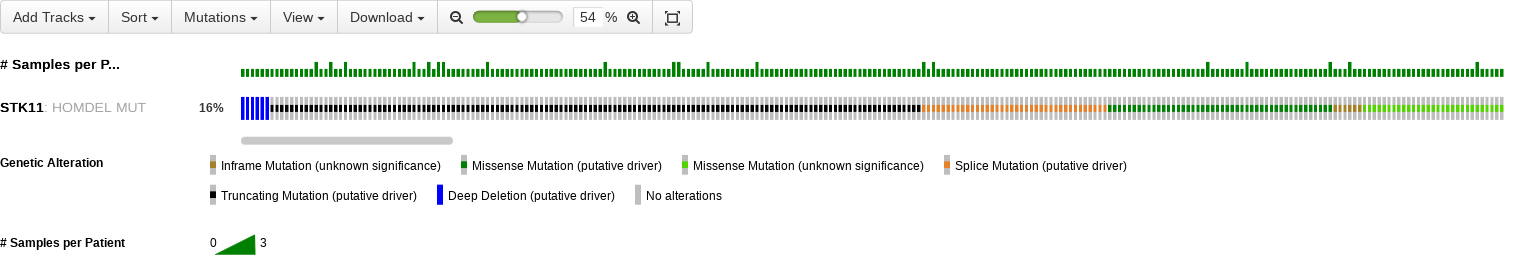 Add Tracks Sort Mutations View Download 54 %
# Samples per P...
STK11: HOMDEL MUT 16%
Genetic Alteration Inframe Mutation (unknown significance) Missense Mutation (putative driver) Missense Mutation (unknown significance) Splice Mutation (putative driver)
Truncating Mutation (putative driver) Deep Deletion (putative driver) No alterations
# Samples per Patient 0 3